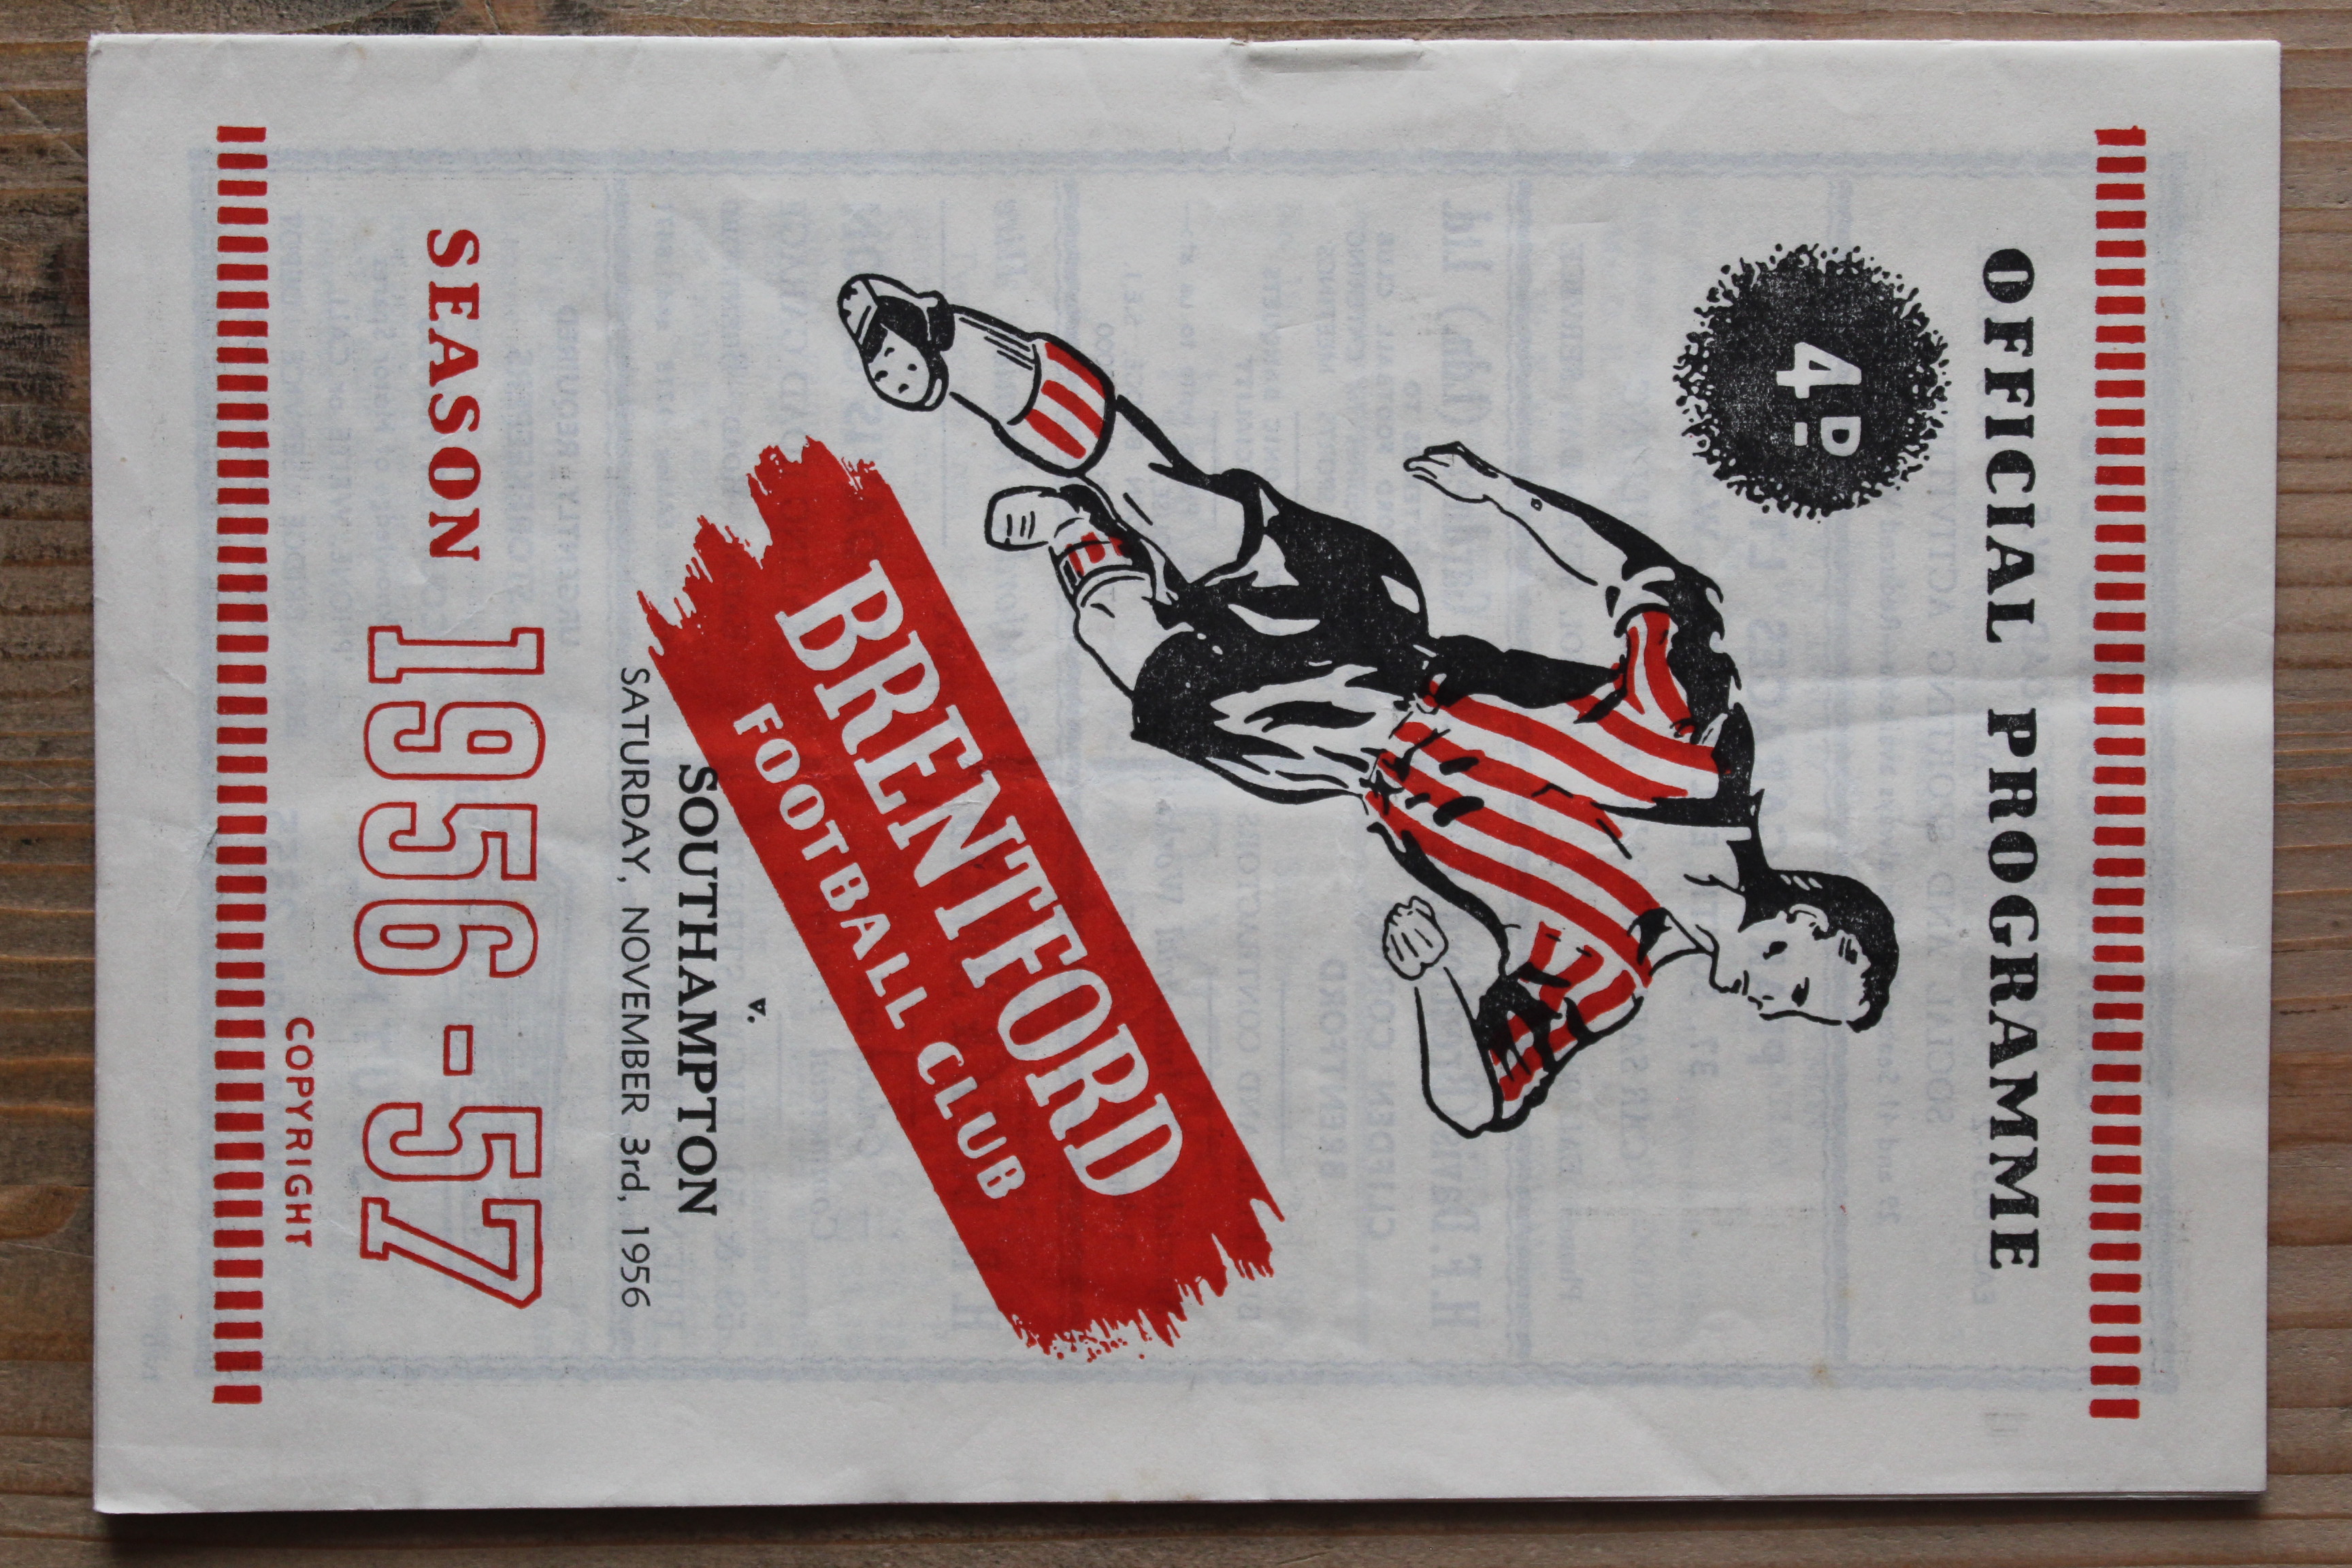 OFFICIAL PROGRAMME
4D.
BRENTFORD
FOOTBALL CLUB
v.
SOUTHAMPTON
SATURDAY, NOVEMBER 3rd, 1956
SEASON 1956-57
COPYRIGHT